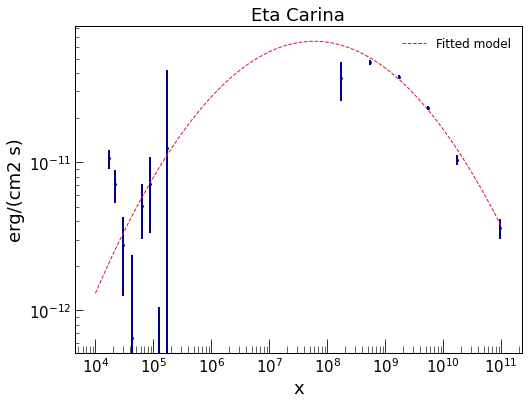 Eta Carina
Fitted model
erg/(cm2 s)
10⁻¹¹
10⁻¹²
10⁴ 10⁵ 10⁶ 10⁷ 10⁸ 10⁹ 10¹⁰ 10¹¹
x